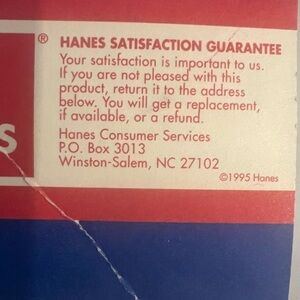 ® HANES SATISFACTION GUARANTEE
Your satisfaction is important to us.
If you are not pleased with this
product, return it to the address
below. You will get a replacement,
if available, or a refund.
Hanes Consumer Services
P.O. Box 3013
Winston-Salem, NC 27102
©1995 Hanes
S